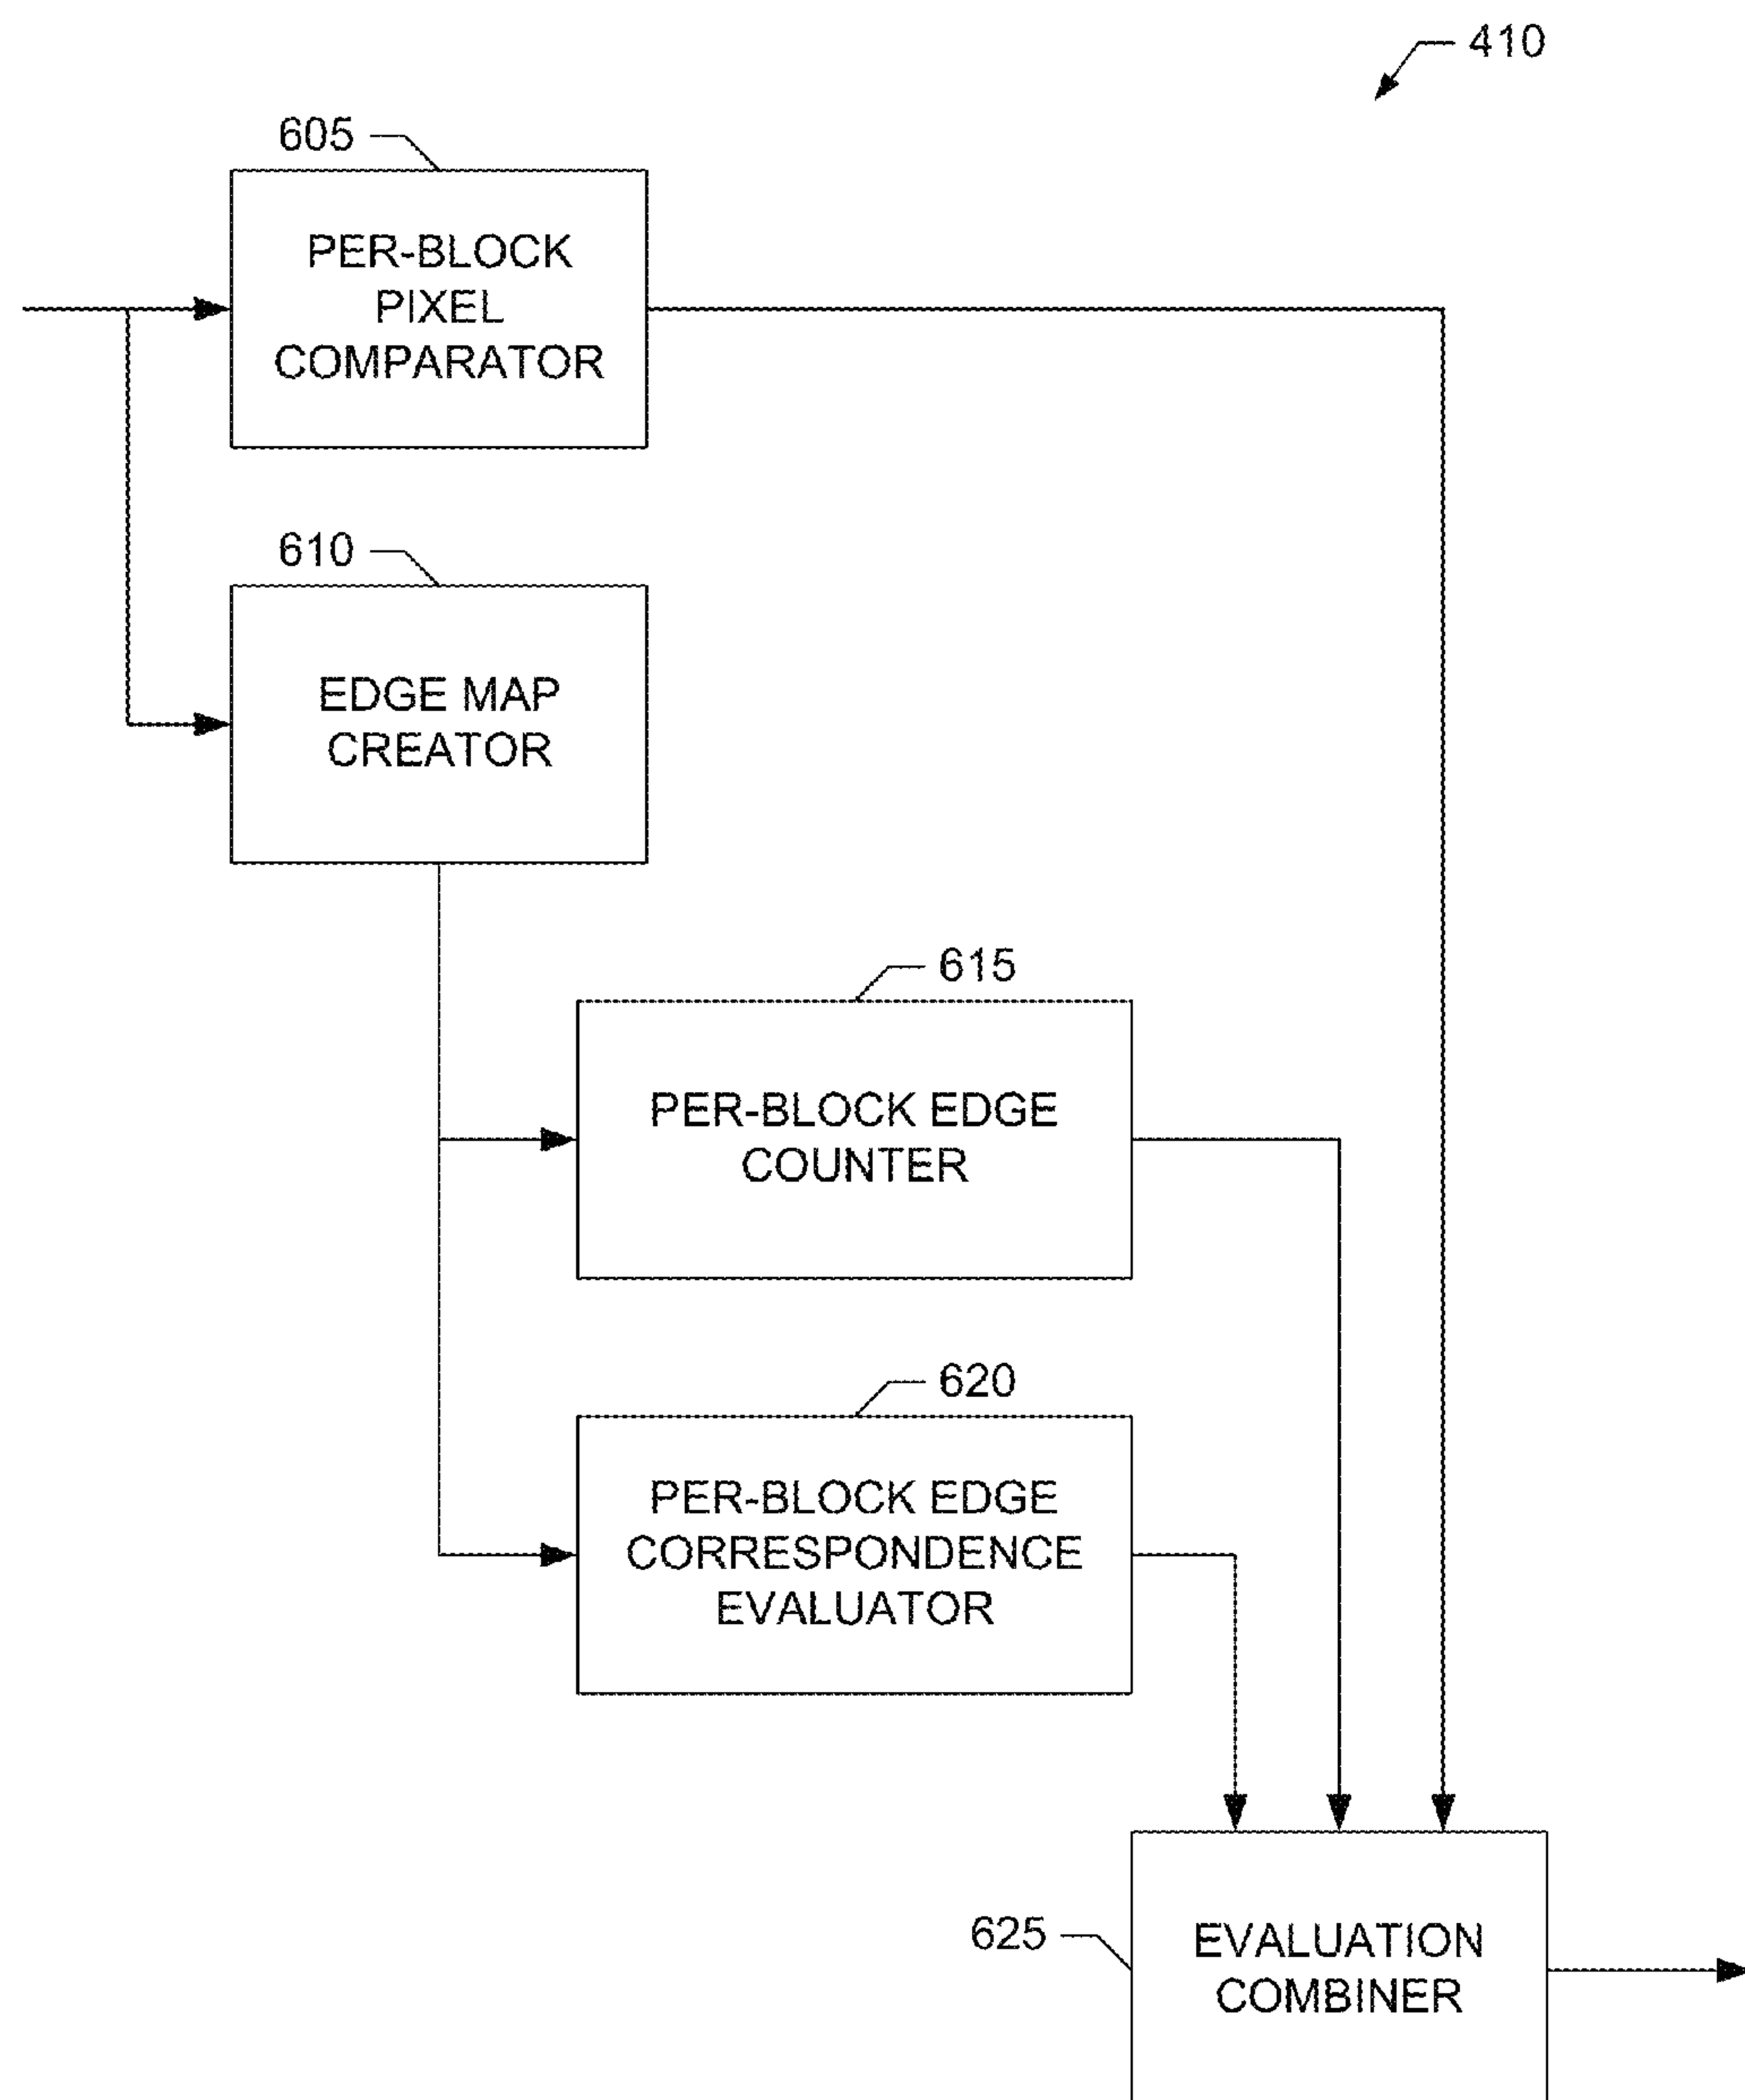 410
605
PER-BLOCK
PIXEL
COMPARATOR
610
EDGE MAP
CREATOR
615
PER-BLOCK EDGE
COUNTER
620
PER-BLOCK EDGE
CORRESPONDENCE
EVALUATOR
625
EVALUATION
COMBINER